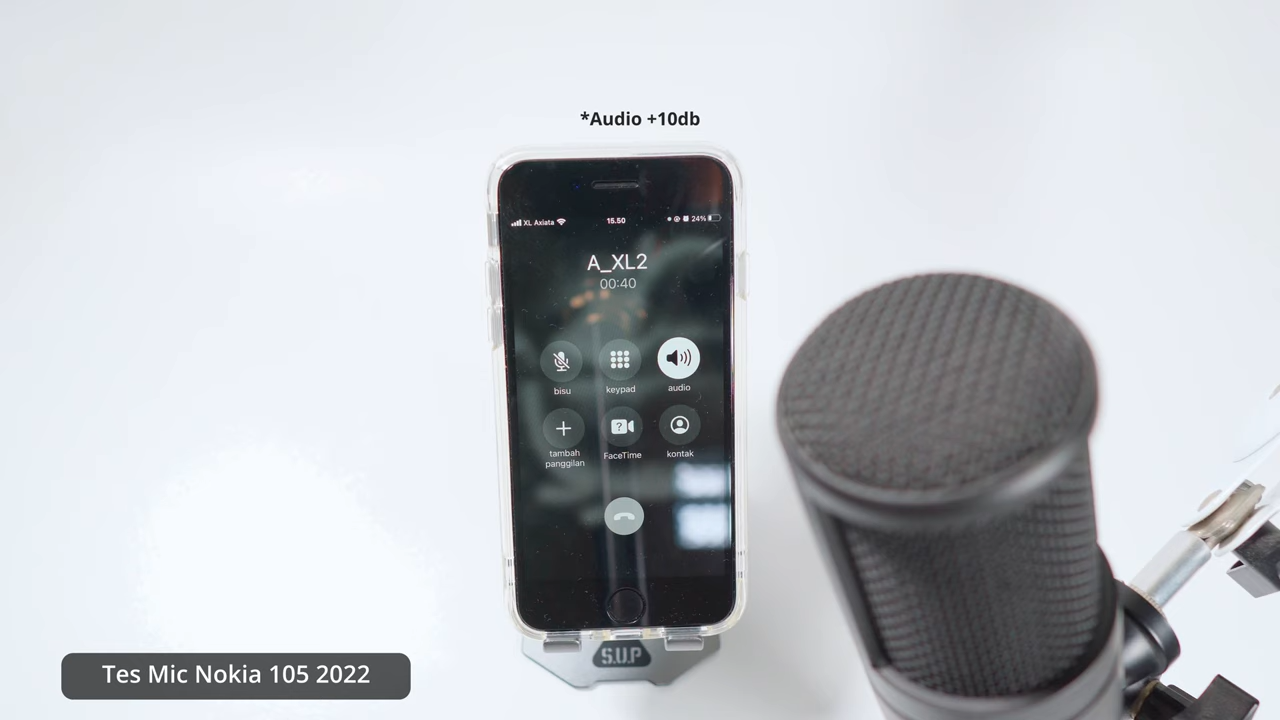 *Audio +10db
XL Axiata
15.50
24%
A_XL2
00:40
bisu
keypad
audio
?
tambah
panggilan
FaceTime
kontak
S.U.P
Tes Mic Nokia 105 2022